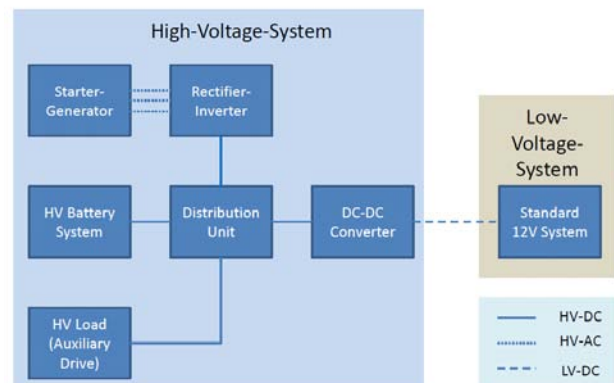 High-Voltage-System
Starter-
Generator
Rectifier-
Inverter
HV Battery
System
Distribution
Unit
DC-DC
Converter
HV Load
(Auxiliary
Drive)
Low-
Voltage-
System
Standard
12V System
HV-DC
HV-AC
LV-DC